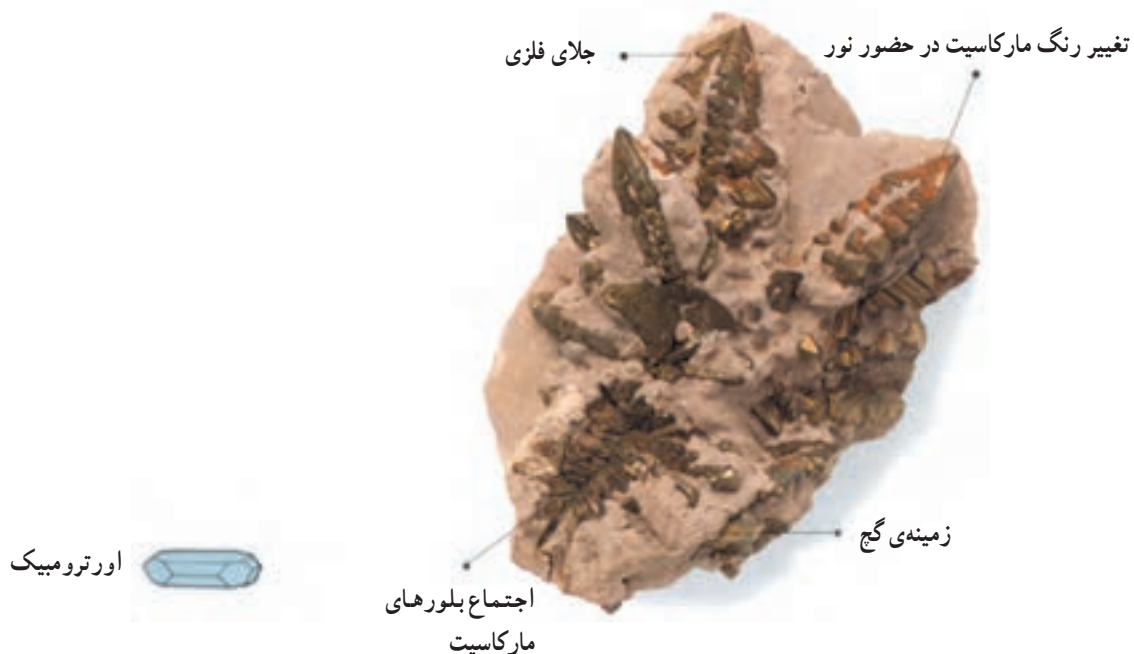 تغییر رنگ مارکاسیت در حضور نور
جلای فلزی
زمینه‌ی گچ
اورترومبیک
اجتماع بلورهای
مارکاسیت